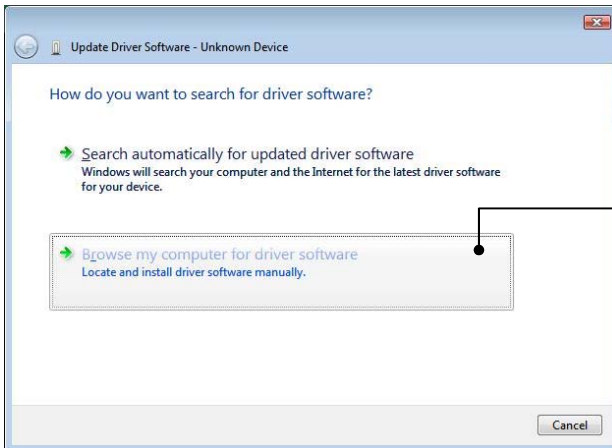 Update Driver Software - Unknown Device
How do you want to search for driver software?
Search automatically for updated driver software
Windows will search your computer and the Internet for the latest driver software
for your device.
Browse my computer for driver software
Locate and install driver software manually.
Cancel